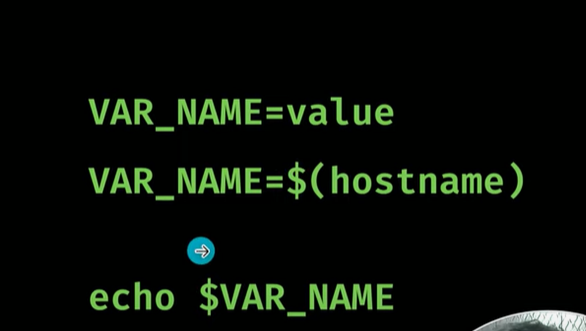 VAR_NAME=value
VAR_NAME=$(hostname)
echo $VAR_NAME